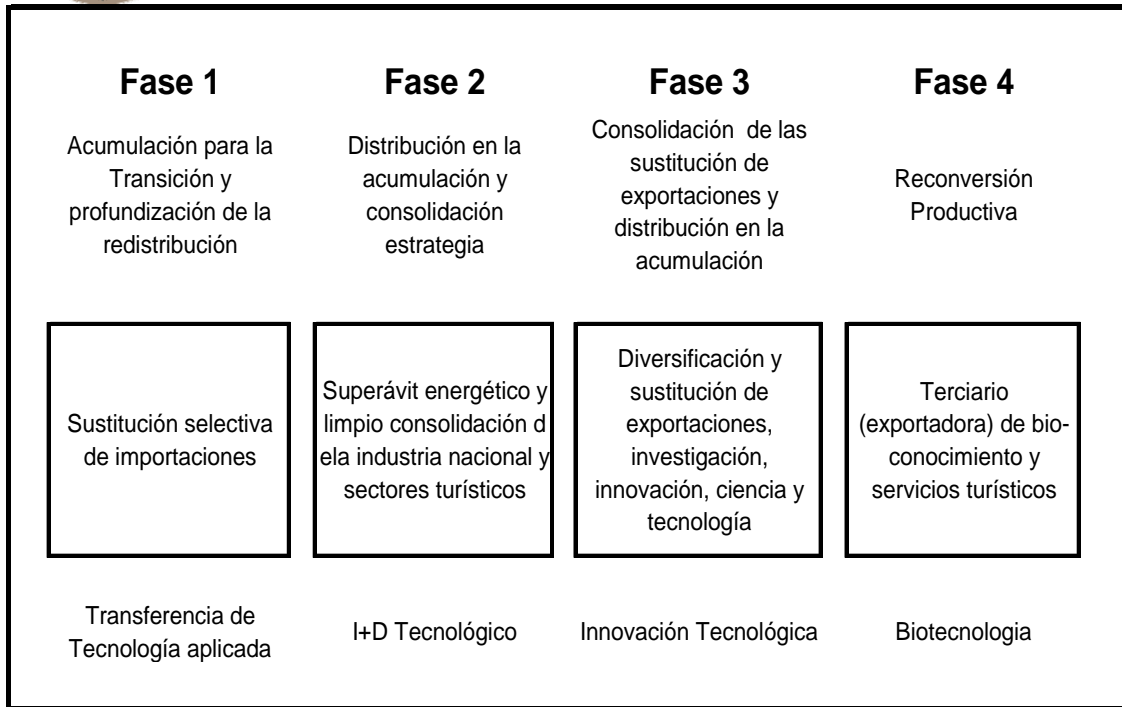 Fase 1
Acumulación para la
Transición y
profundización de la
redistribución
Sustitución selectiva
de importaciones
Transferencia de
Tecnología aplicada
Fase 2
Distribución en la
acumulación y
consolidación
estrategia
Superávit energético y
limpio consolidación d
ela industria nacional y
sectores turísticos
I+D Tecnológico
Fase 3
Consolidación de las
sustitución de
exportaciones y
distribución en la
acumulación
Diversificación y
sustitución de
exportaciones,
investigación,
innovación, ciencia y
tecnología
Innovación Tecnológica
Fase 4
Reconversión
Productiva
Terciario
(exportadora) de bio-
conocimiento y
servicios turísticos
Biotecnologia